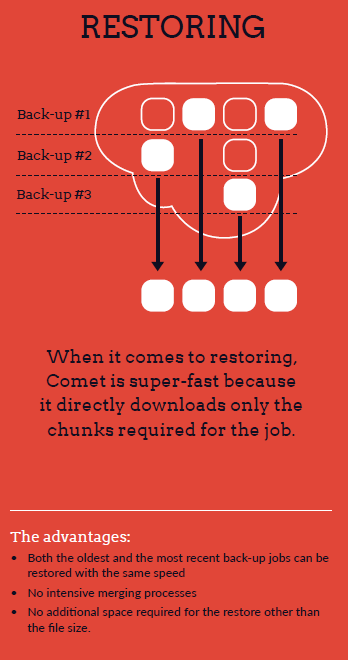 RESTORING
Back-up #1
Back-up #2
Back-up #3
When it comes to restoring,
Comet is super-fast because
it directly downloads only the
chunks required for the job.
The advantages:
• Both the oldest and the most recent back-up jobs can be
restored with the same speed
• No intensive merging processes
• No additional space required for the restore other than
the file size.